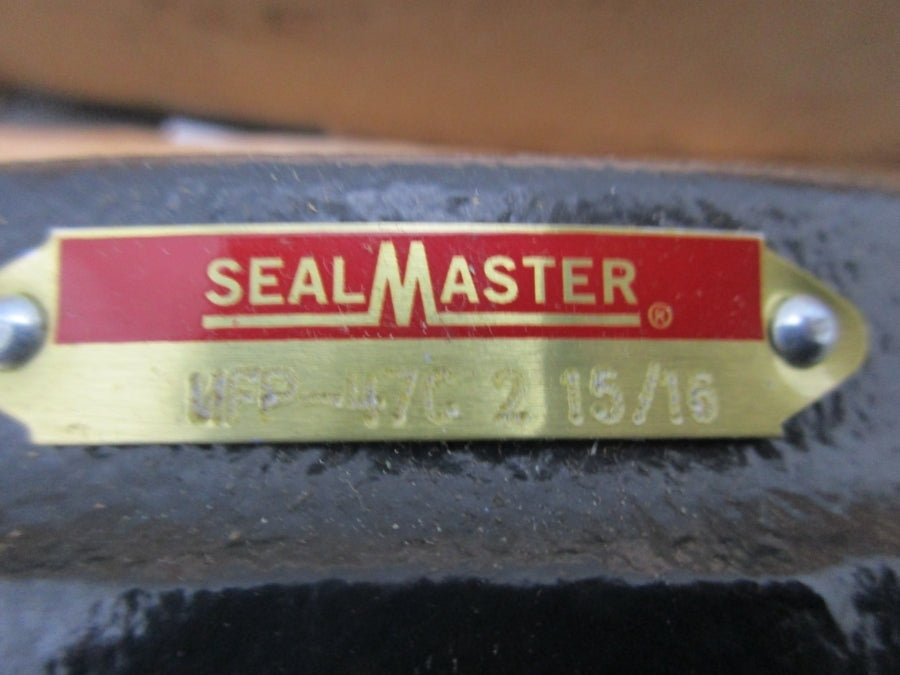 SEALMASTER ®
MFP-47C 2 15/16